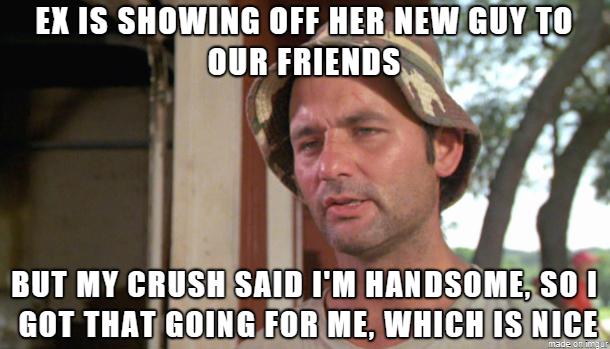 EX IS SHOWING OFF HER NEW GUY TO
OUR FRIENDS
BUT MY CRUSH SAID I'M HANDSOME, SO I
GOT THAT GOING FOR ME, WHICH IS NICE
made on imgur